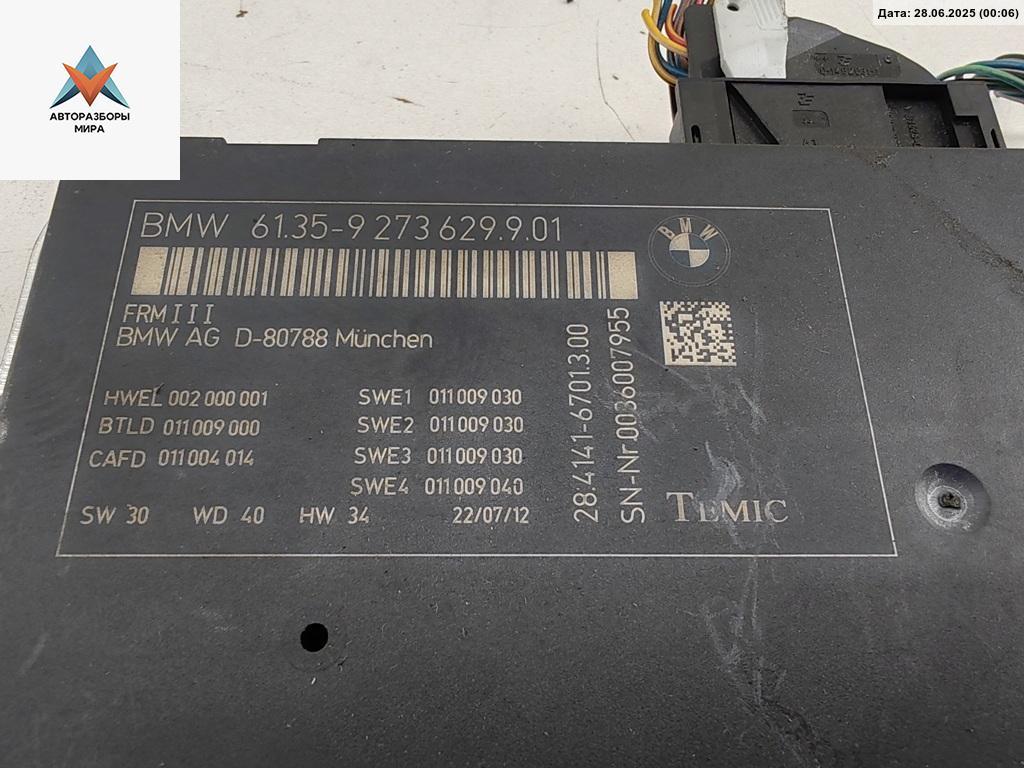 Дата: 28.06.2025 (00:06)
АВТОРАЗБОРЫ
МИРА
BMW 61.35-9 273 629.9.01
BMW
FRM III
BMW AG D-80788 München
HWEL 002 000 001 SWE1 011 009 030
BTLD 011 009 000 SWE2 011 009 030
CAFD 011 004 014 SWE3 011 009 030
SWE4 011 009 040
SW 30 WD 40 HW 34 22/07/12
28.4141-6701.3.00
SN-Nr 0036007955
TEMIC